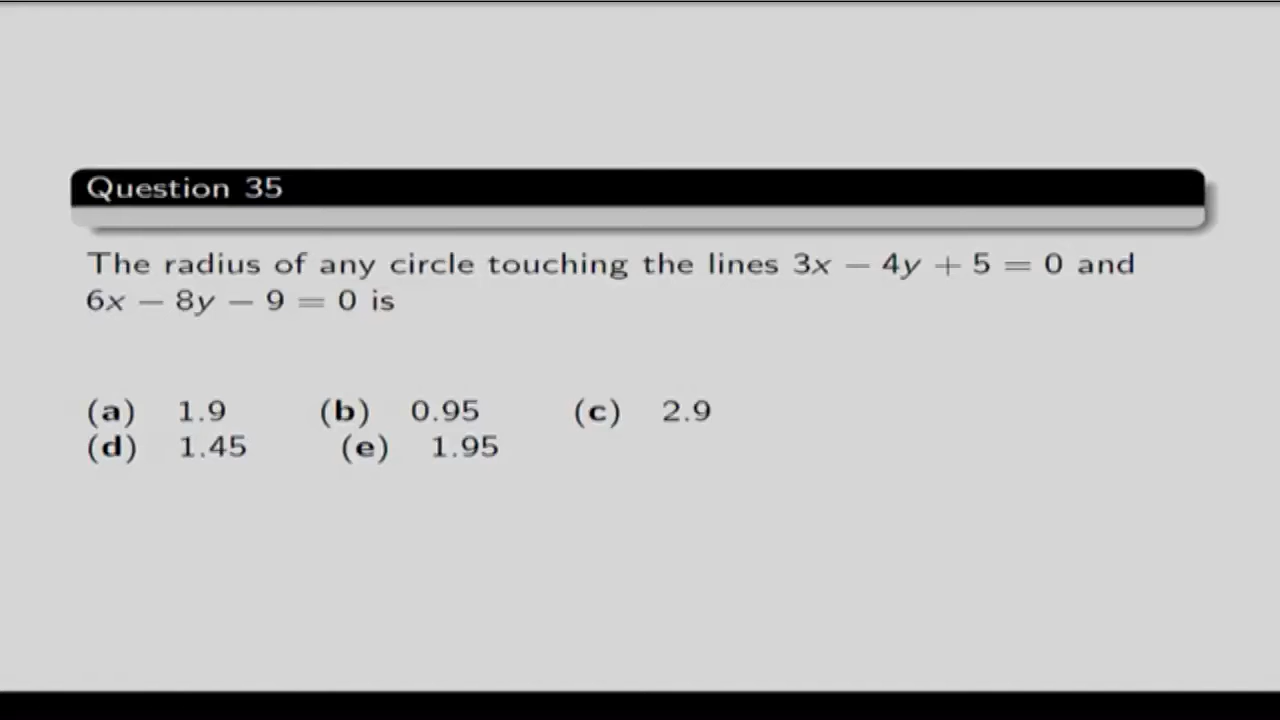 Question 35
The radius of any circle touching the lines 3x − 4y + 5 = 0 and
6x − 8y − 9 = 0 is
(a) 1.9 (b) 0.95 (c) 2.9
(d) 1.45 (e) 1.95